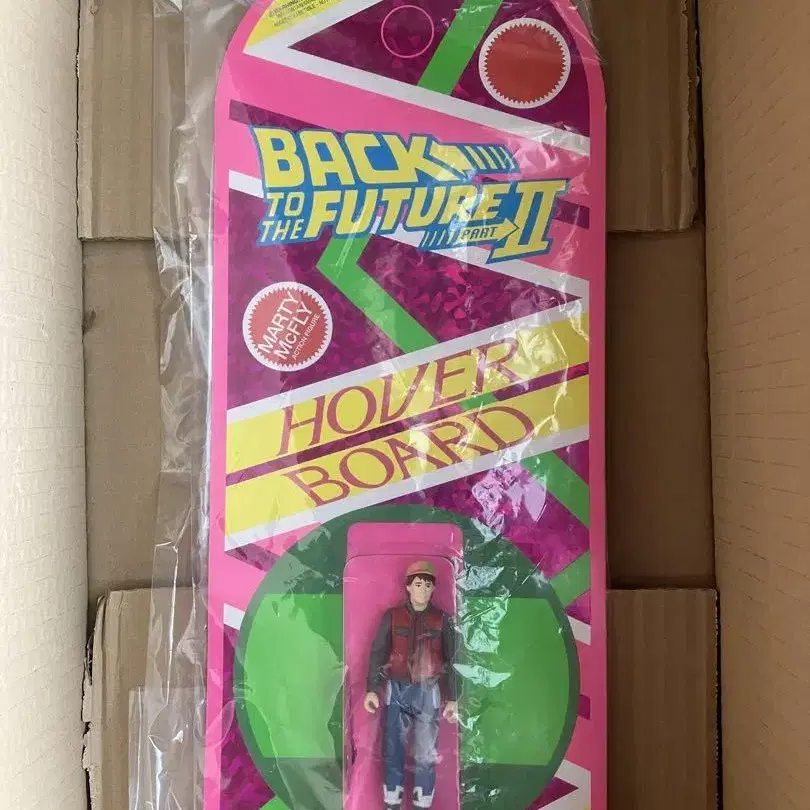 BACK
TO THE FUTURE
PART II
MARTY
McFLY
ACTION FIGURE
HOVER
BOARD